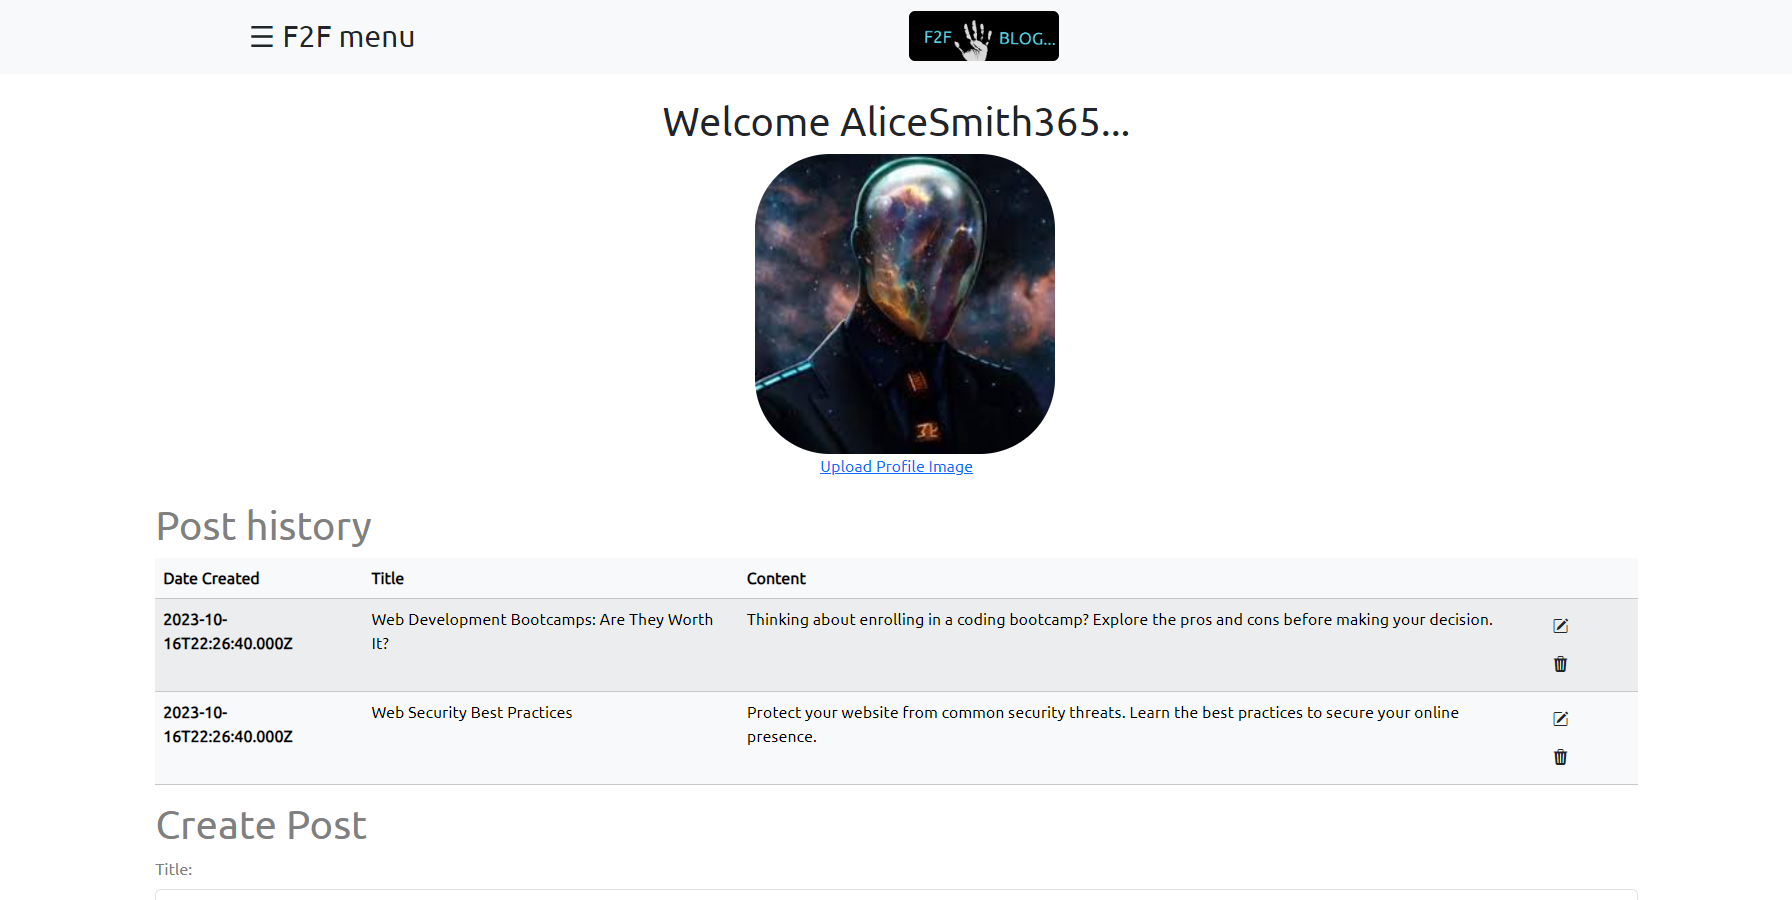 ☰ F2F menu
F2F BLOG...
Welcome AliceSmith365...
Upload Profile Image
Post history
Date Created Title Content
2023-10-16T22:26:40.000Z Web Development Bootcamps: Are They Worth It? Thinking about enrolling in a coding bootcamp? Explore the pros and cons before making your decision.
2023-10-16T22:26:40.000Z Web Security Best Practices Protect your website from common security threats. Learn the best practices to secure your online presence.
Create Post
Title: